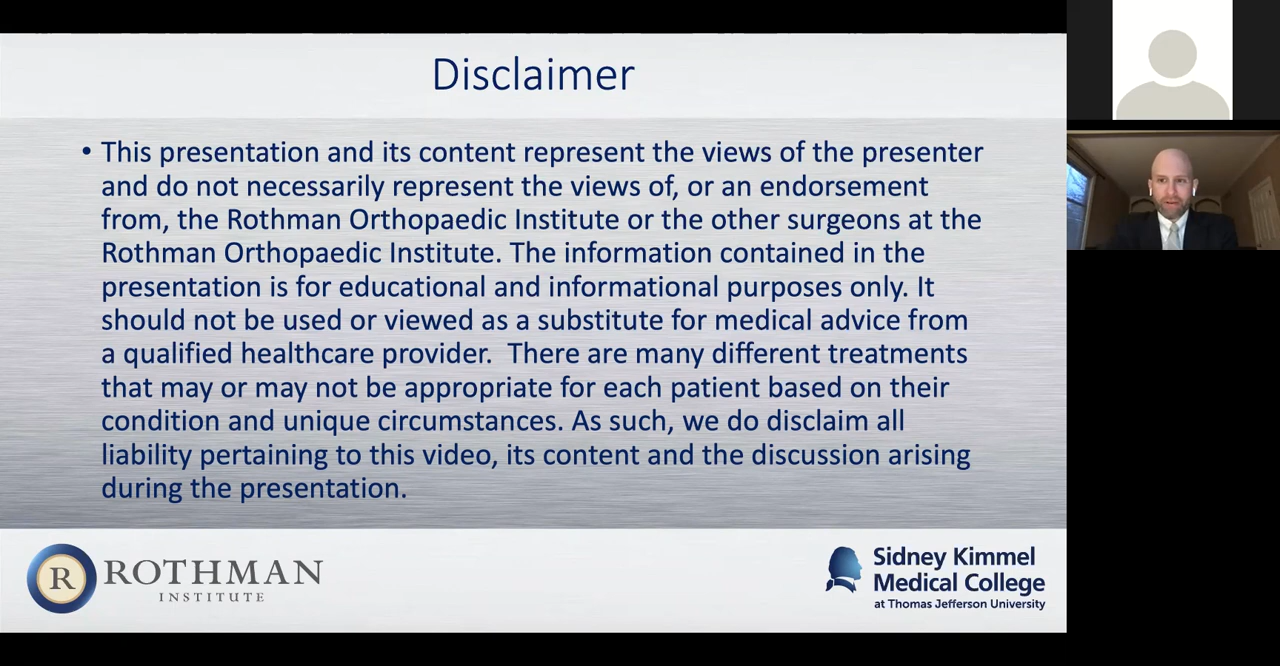 Disclaimer
• This presentation and its content represent the views of the presenter
and do not necessarily represent the views of, or an endorsement
from, the Rothman Orthopaedic Institute or the other surgeons at the
Rothman Orthopaedic Institute. The information contained in the
presentation is for educational and informational purposes only. It
should not be used or viewed as a substitute for medical advice from
a qualified healthcare provider.  There are many different treatments
that may or may not be appropriate for each patient based on their
condition and unique circumstances. As such, we do disclaim all
liability pertaining to this video, its content and the discussion arising
during the presentation.
R ROTHMAN
INSTITUTE
Sidney Kimmel
Medical College
at Thomas Jefferson University